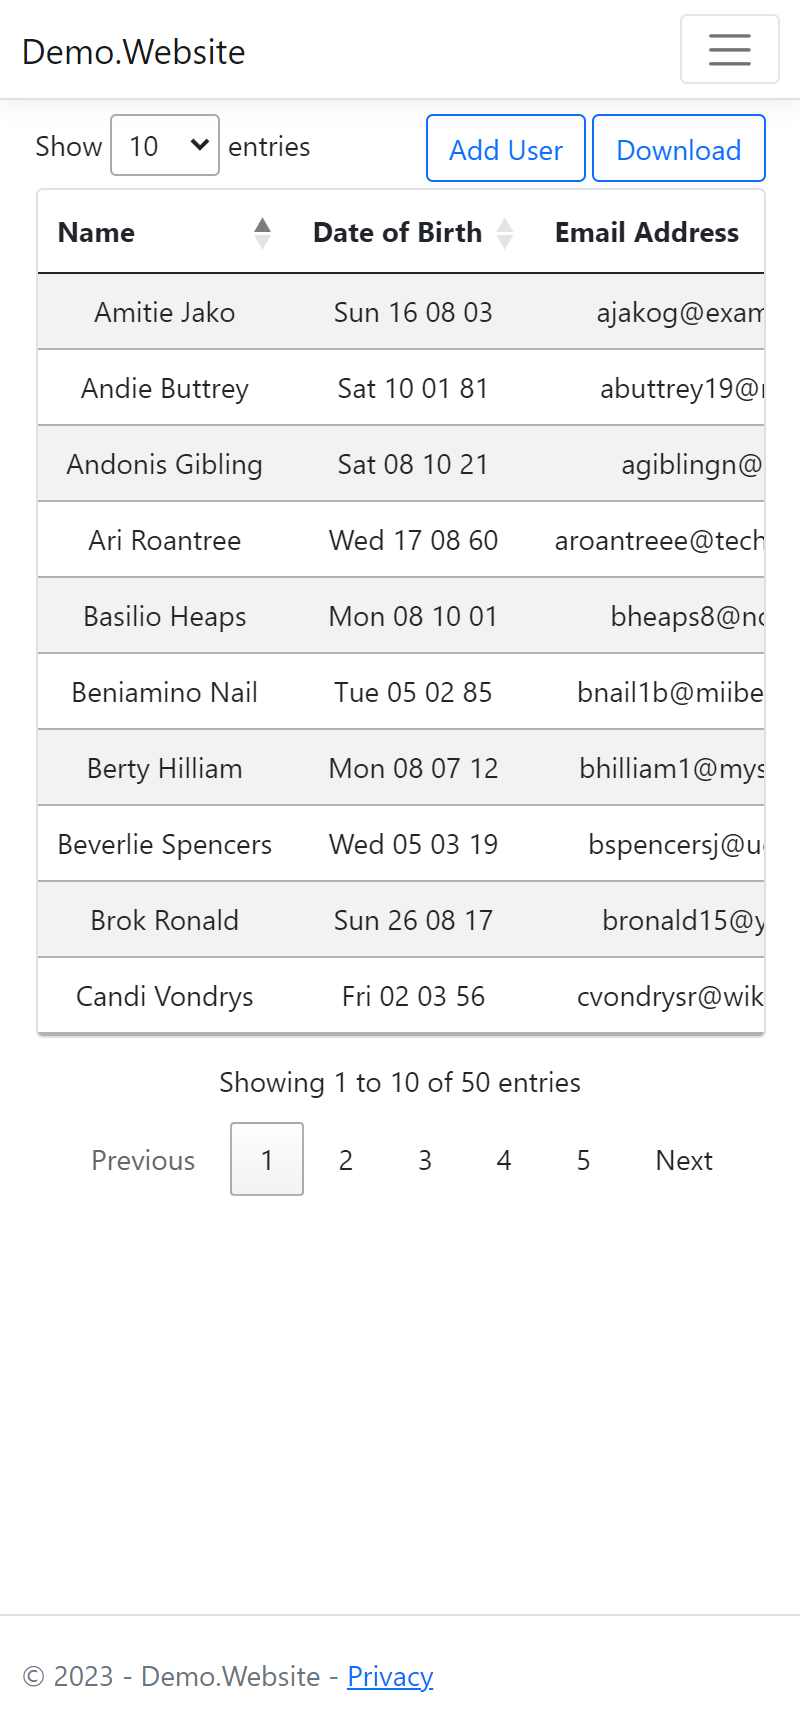 Demo.Website
Show 10 entries Add User Download
Name Date of Birth Email Address
Amitie Jako Sun 16 08 03 ajakog@exam
Andie Buttrey Sat 10 01 81 abuttrey19@
Andonis Gibling Sat 08 10 21 agiblingn@
Ari Roantree Wed 17 08 60 aroantreee@tech
Basilio Heaps Mon 08 10 01 bheaps8@n
Beniamino Nail Tue 05 02 85 bnail1b@miibe
Berty Hilliam Mon 08 07 12 bhilliam1@mys
Beverlie Spencers Wed 05 03 19 bspencersj@u
Brok Ronald Sun 26 08 17 bronald15@y
Candi Vondrys Fri 02 03 56 cvondrysr@wik
Showing 1 to 10 of 50 entries
Previous 1 2 3 4 5 Next
© 2023 - Demo.Website - Privacy